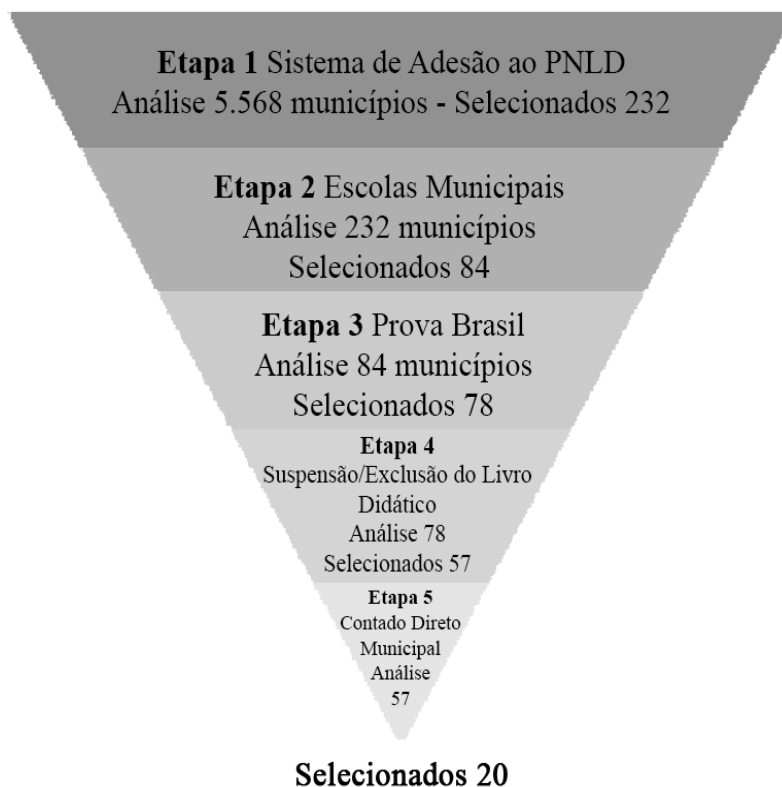 Etapa 1 Sistema de Adesão ao PNLD
Análise 5.568 municípios - Selecionados 232
Etapa 2 Escolas Municipais
Análise 232 municípios
Selecionados 84
Etapa 3 Prova Brasil
Análise 84 municípios
Selecionados 78
Etapa 4
Suspensão/Exclusão do Livro
Didático
Análise 78
Selecionados 57
Etapa 5
Contado Direto
Municipal
Análise
57
Selecionados 20